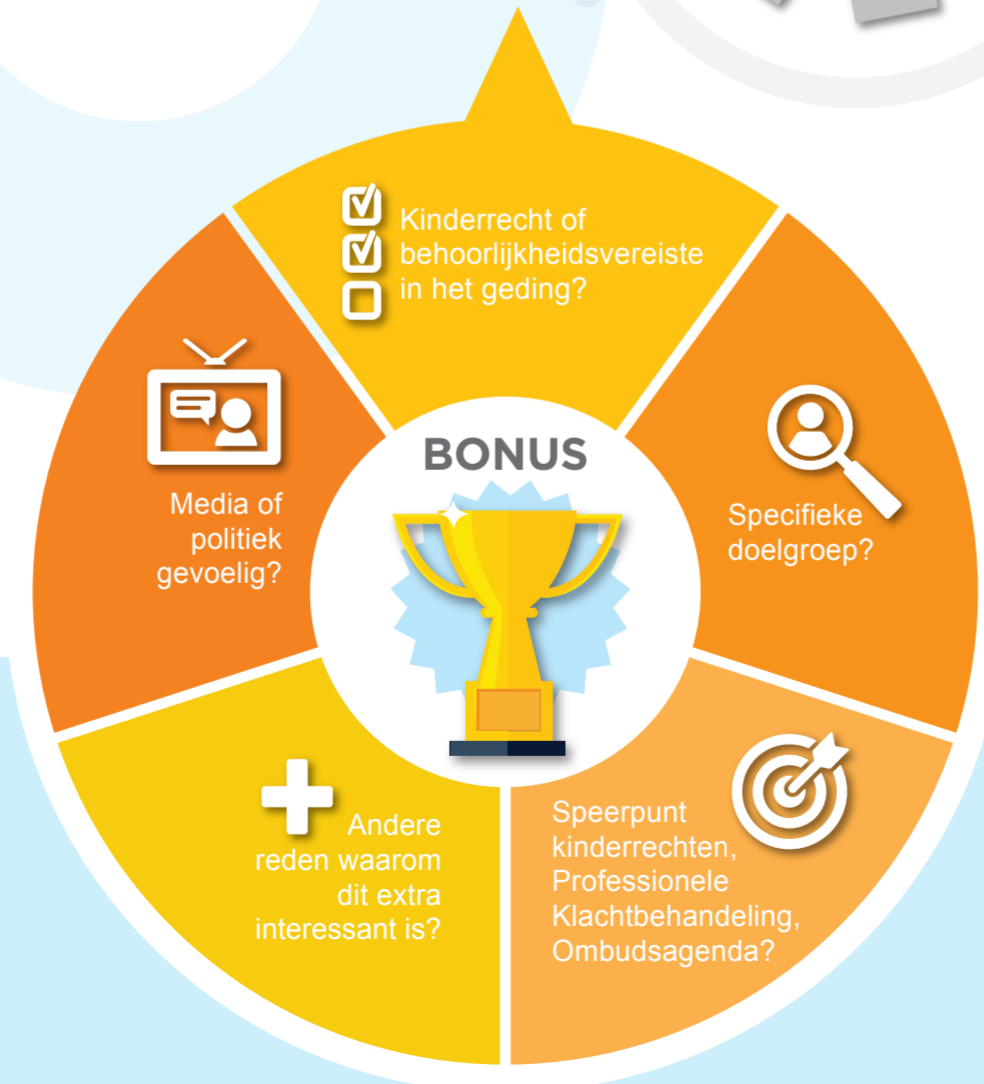 Kinderrecht of
behoorlijkheidsvereiste
in het geding?
BONUS
Media of
politiek
gevoelig?
Specifieke
doelgroep?
Andere
reden waarom
dit extra
interessant is?
Speerpunt
kinderrechten,
Professionele
Klachtbehandeling,
Ombudsagenda?